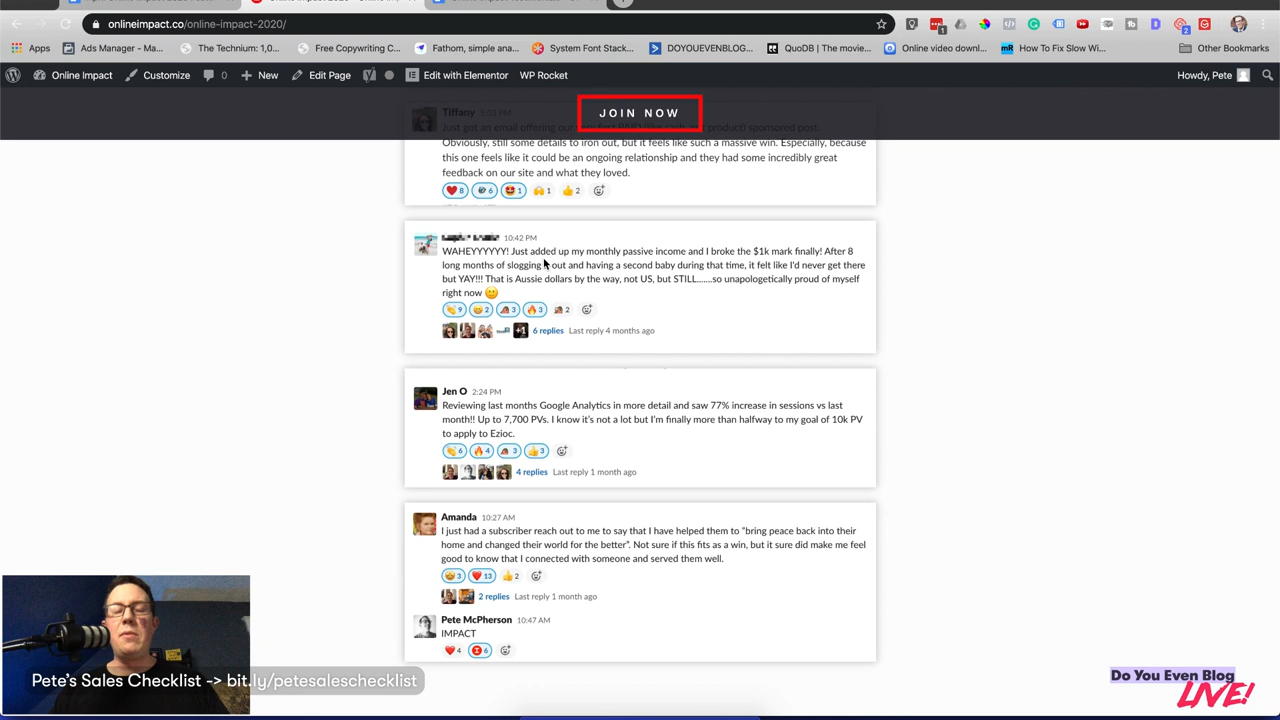 onlineimpact.co/online-impact-2020/
Apps
Ads Manager - Ma...
The Technium: 1,0...
Free Copywriting C...
Fathom, simple ana...
System Font Stack...
DOYOUEVENBLOG...
QuoDB | The movie...
Online video downl...
How To Fix Slow Wi...
Other Bookmarks
Online Impact
Customize
0
New
Edit Page
Edit with Elementor
WP Rocket
Howdy, Pete
JOIN NOW
Tiffany 5:03 PM
Just got an email offering our product) sponsored post.
Obviously, still some details to iron out, but it feels like such a massive win. Especially, because
this one feels like it could be an ongoing relationship and they had some incredibly great
feedback on our site and what they loved.
8 6 1 1 2
10:42 PM
WAHEYYYYYY! Just added up my monthly passive income and I broke the $1k mark finally! After 8
long months of slogging it out and having a second baby during that time, it felt like I'd never get there
but YAY!!! That is Aussie dollars by the way, not US, but STILL.......so unapologetically proud of myself
right now
9 2 3 3 2
6 replies Last reply 4 months ago
Jen O 2:24 PM
Reviewing last months Google Analytics in more detail and saw 77% increase in sessions vs last
month!! Up to 7,700 PVs. I know it's not a lot but I'm finally more than halfway to my goal of 10k PV
to apply to Ezioc.
6 4 3 3
4 replies Last reply 1 month ago
Amanda 10:27 AM
I just had a subscriber reach out to me to say that I have helped them to "bring peace back into their
home and changed their world for the better". Not sure if this fits as a win, but it sure did make me feel
good to know that I connected with someone and served them well.
3 13 2
2 replies Last reply 1 month ago
Pete McPherson 10:47 AM
IMPACT
4 6
Pete's Sales Checklist -> bit.ly/petesaleschecklist
Do You Even Blog
LIVE!